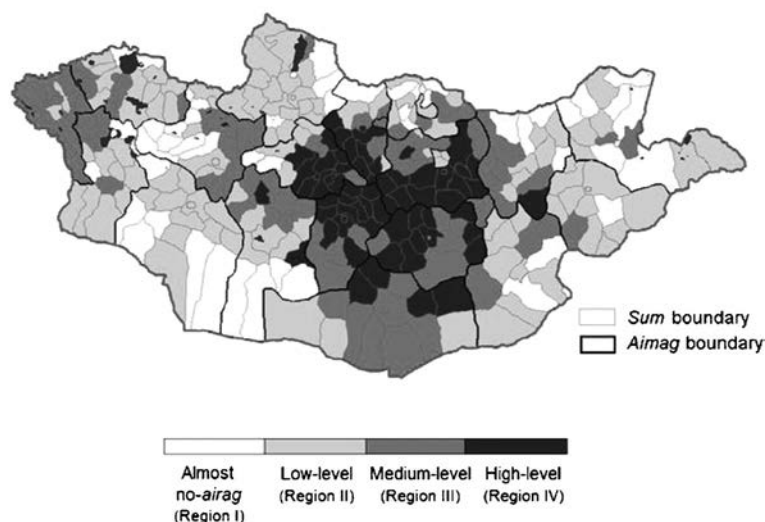 Sum boundary
Aimag boundary
Almost no-airag (Region I)
Low-level (Region II)
Medium-level (Region III)
High-level (Region IV)